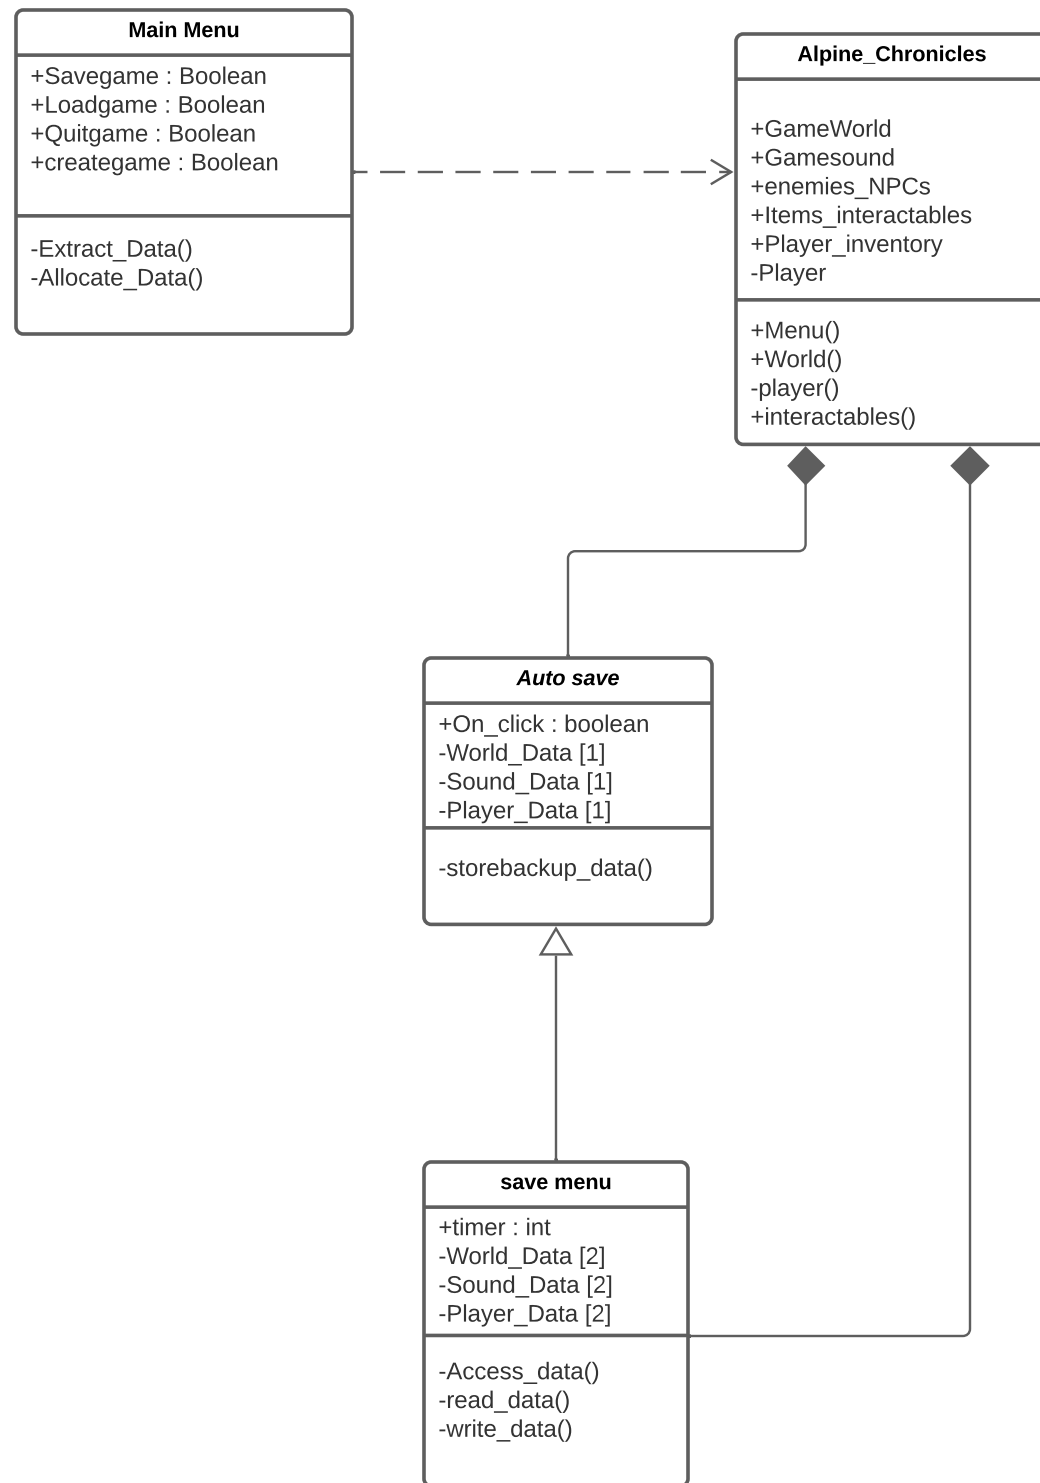 Main Menu
+Savegame : Boolean
+Loadgame : Boolean
+Quitgame : Boolean
+creategame : Boolean
-Extract_Data()
-Allocate_Data()
Alpine_Chronicles
+GameWorld
+Gamesound
+enemies_NPCs
+Items_interactables
+Player_inventory
-Player
+Menu()
+World()
-player()
+interactables()
Auto save
+On_click : boolean
-World_Data [1]
-Sound_Data [1]
-Player_Data [1]
-storebackup_data()
save menu
+timer : int
-World_Data [2]
-Sound_Data [2]
-Player_Data [2]
-Access_data()
-read_data()
-write_data()